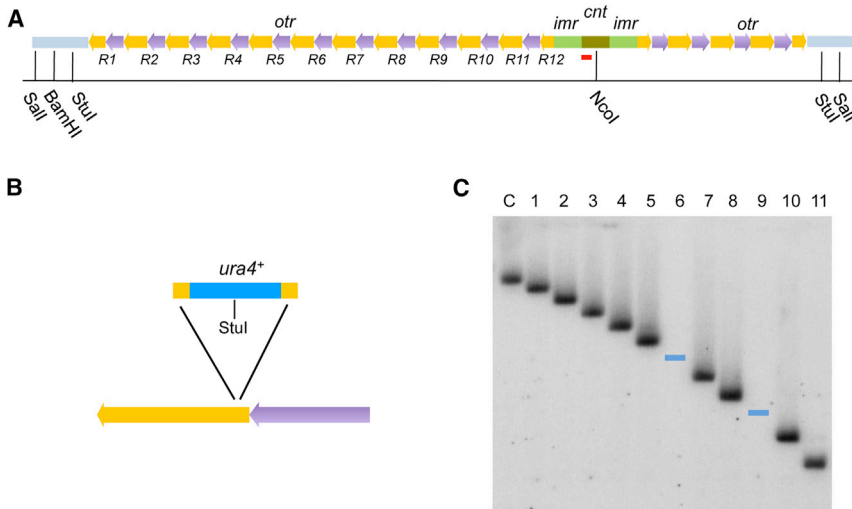 A
otr imr cnt imr otr
R1 R2 R3 R4 R5 R6 R7 R8 R9 R10 R11 R12
SalI BamHI StuI NcoI StuI SalI
B
ura4+
StuI
C
C 1 2 3 4 5 6 7 8 9 10 11